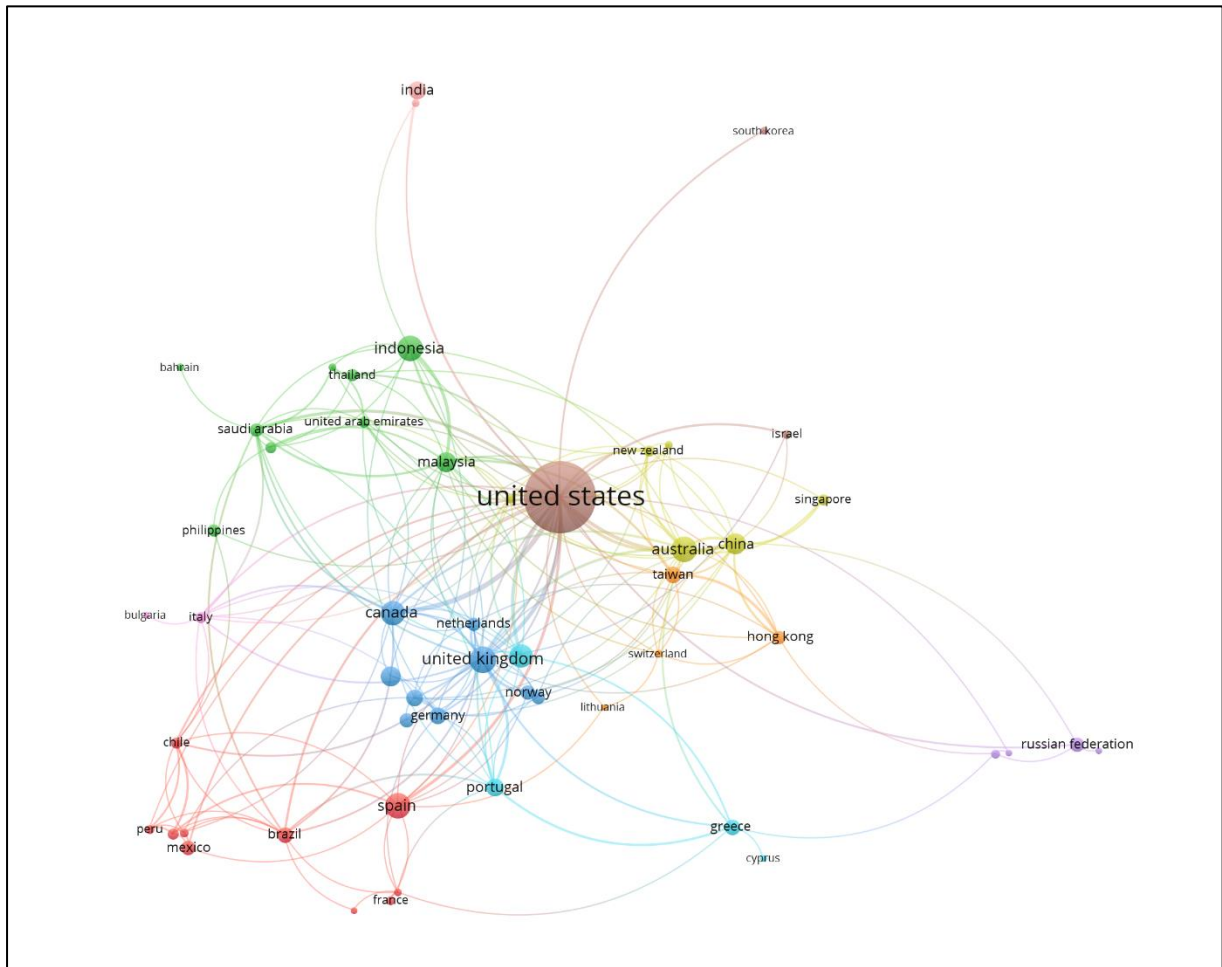 india
south korea
indonesia
bahrain
thailand
united arab emirates
saudi arabia
israel
new zealand
malaysia
united states
singapore
philippines
australia
china
taiwan
bulgaria
italy
canada
netherlands
hong kong
united kingdom
switzerland
norway
lithuania
germany
chile
russian federation
portugal
spain
peru
brazil
greece
mexico
cyprus
france